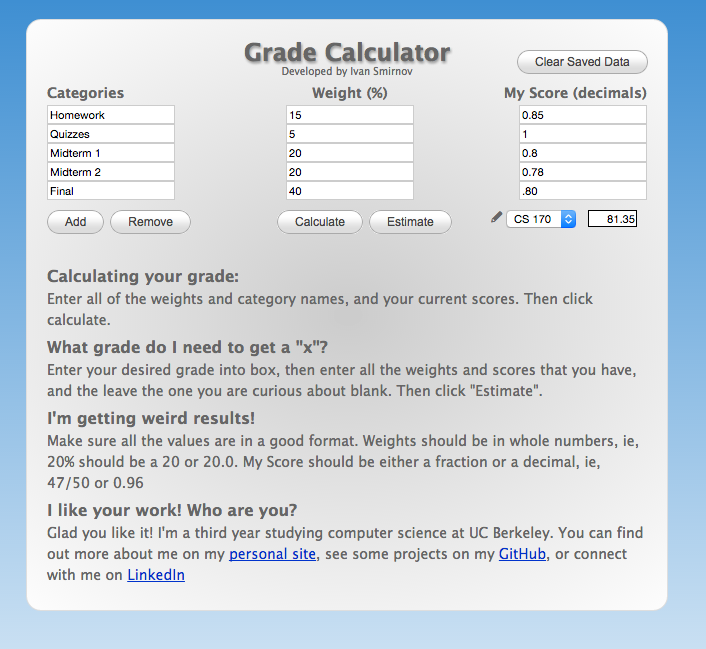 Grade Calculator
Developed by Ivan Smirnov
Clear Saved Data
Categories Weight (%) My Score (decimals)
Homework 15 0.85
Quizzes 5 1
Midterm 1 20 0.8
Midterm 2 20 0.78
Final 40 .80
Add Remove Calculate Estimate CS 170 81.35
Calculating your grade:
Enter all of the weights and category names, and your current scores. Then click
calculate.
What grade do I need to get a "x"?
Enter your desired grade into box, then enter all the weights and scores that you have,
and the leave the one you are curious about blank. Then click "Estimate".
I'm getting weird results!
Make sure all the values are in a good format. Weights should be in whole numbers, ie,
20% should be a 20 or 20.0. My Score should be either a fraction or a decimal, ie,
47/50 or 0.96
I like your work! Who are you?
Glad you like it! I'm a third year studying computer science at UC Berkeley. You can find
out more about me on my personal site, see some projects on my GitHub, or connect
with me on LinkedIn